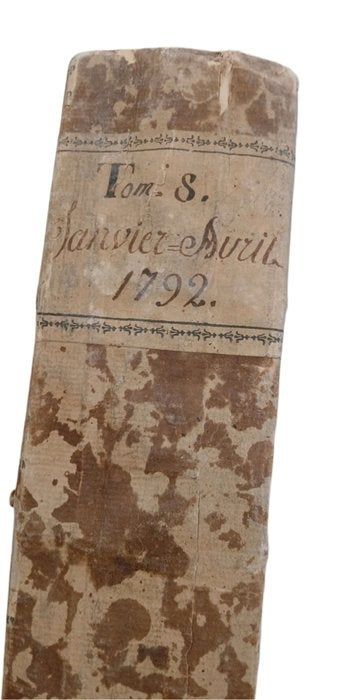 Tom. 8.
Janvier=Avril
1792.